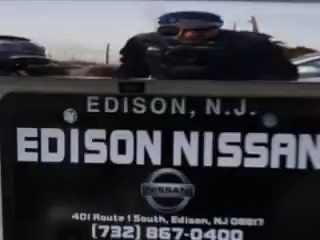 EDISON, N.J.
EDISON NISSAN
NISSAN
401 Route 1 South, Edison, NJ 08817
(732) 867-0400